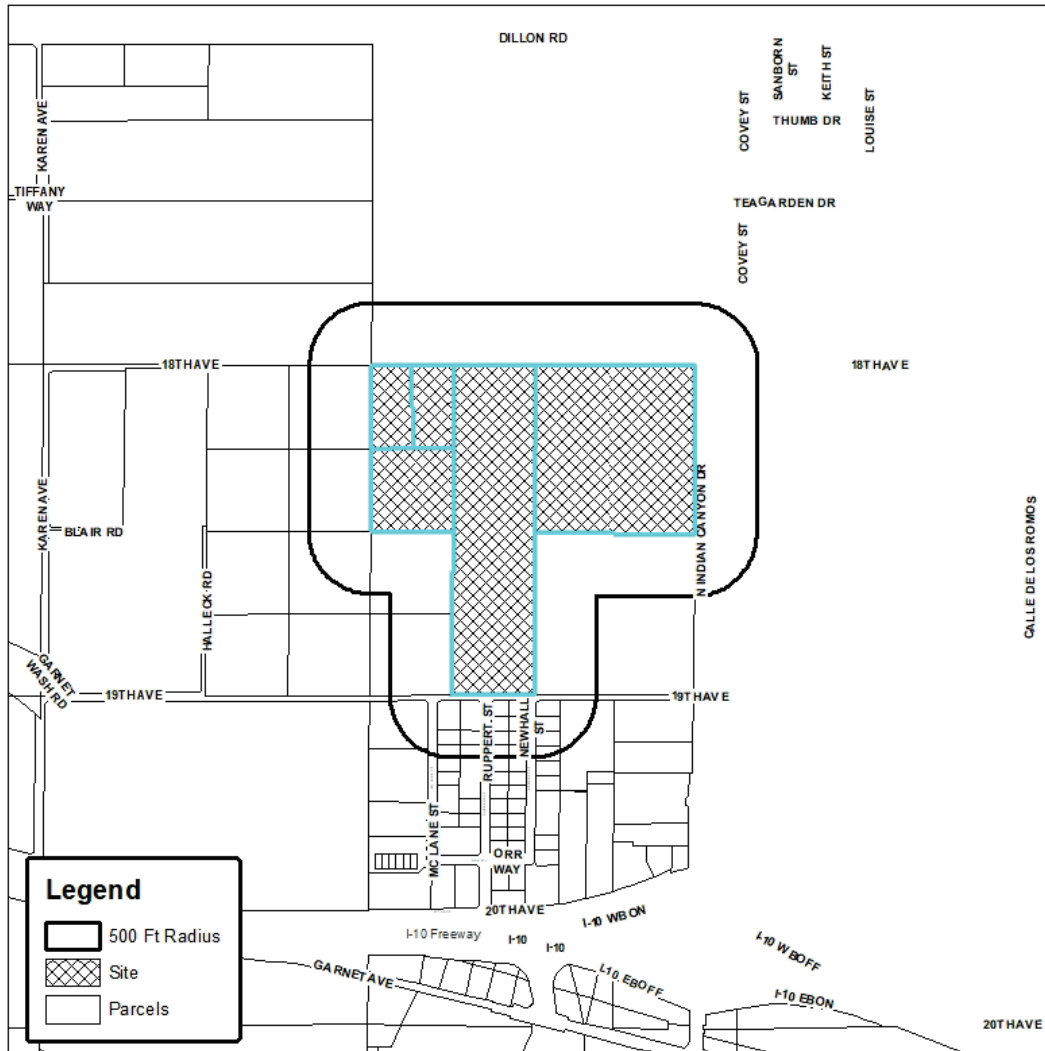 DILLON RD
SANBORN
ST
KEITH ST
COVEY ST
LOUISE ST
THUMB DR
KAREN AVE
TIFFANY
WAY
TEAGARDEN DR
COVEY ST
18TH AVE
18TH AVE
KAREN AVE
BLAIR RD
N INDIAN CANYON DR
CALLE DE LOS ROMOS
HALLECK RD
GARNET
WASH RD
19TH AVE
19TH AVE
RUPPERT ST
NEWHALL
ST
MC LANE ST
ORR
WAY
20TH AVE
I-10 WB ON
I-10 Freeway
I-10
I-10
I-10 WB OFF
GARNET AVE
I-10 EB OFF
I-10 EB ON
20TH AVE
Legend
500 Ft Radius
Site
Parcels